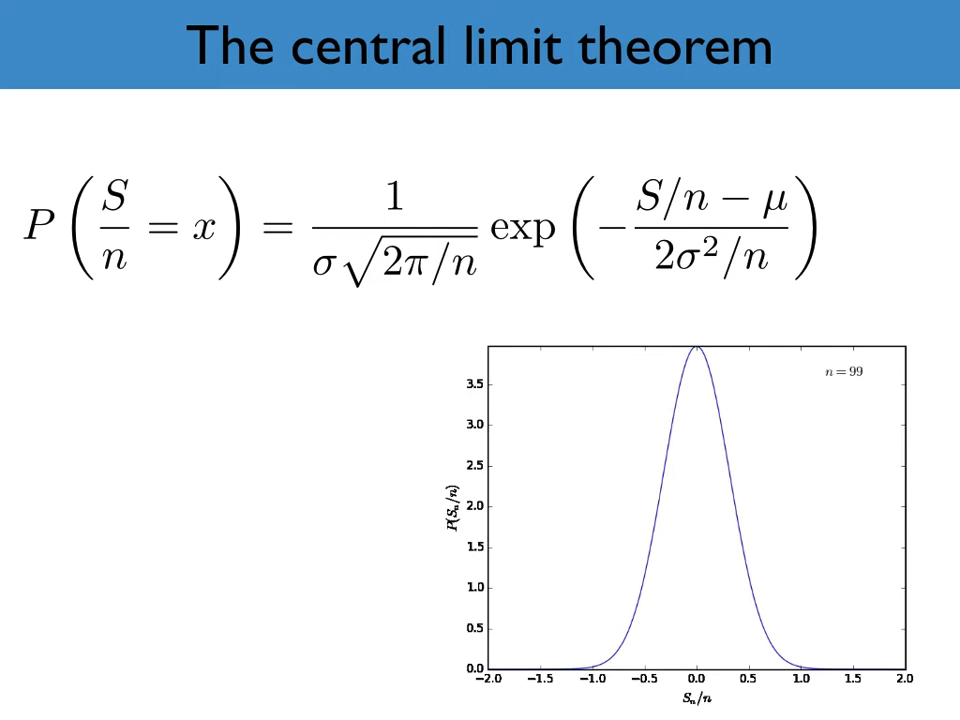 The central limit theorem
P(S/n = x) = 1/(σ√(2π/n)) exp(−(S/n − μ)/(2σ²/n))
n = 99
3.5
3.0
2.5
2.0
1.5
1.0
0.5
0.0
P(Sₙ/n)
−2.0 −1.5 −1.0 −0.5 0.0 0.5 1.0 1.5 2.0
Sₙ/n